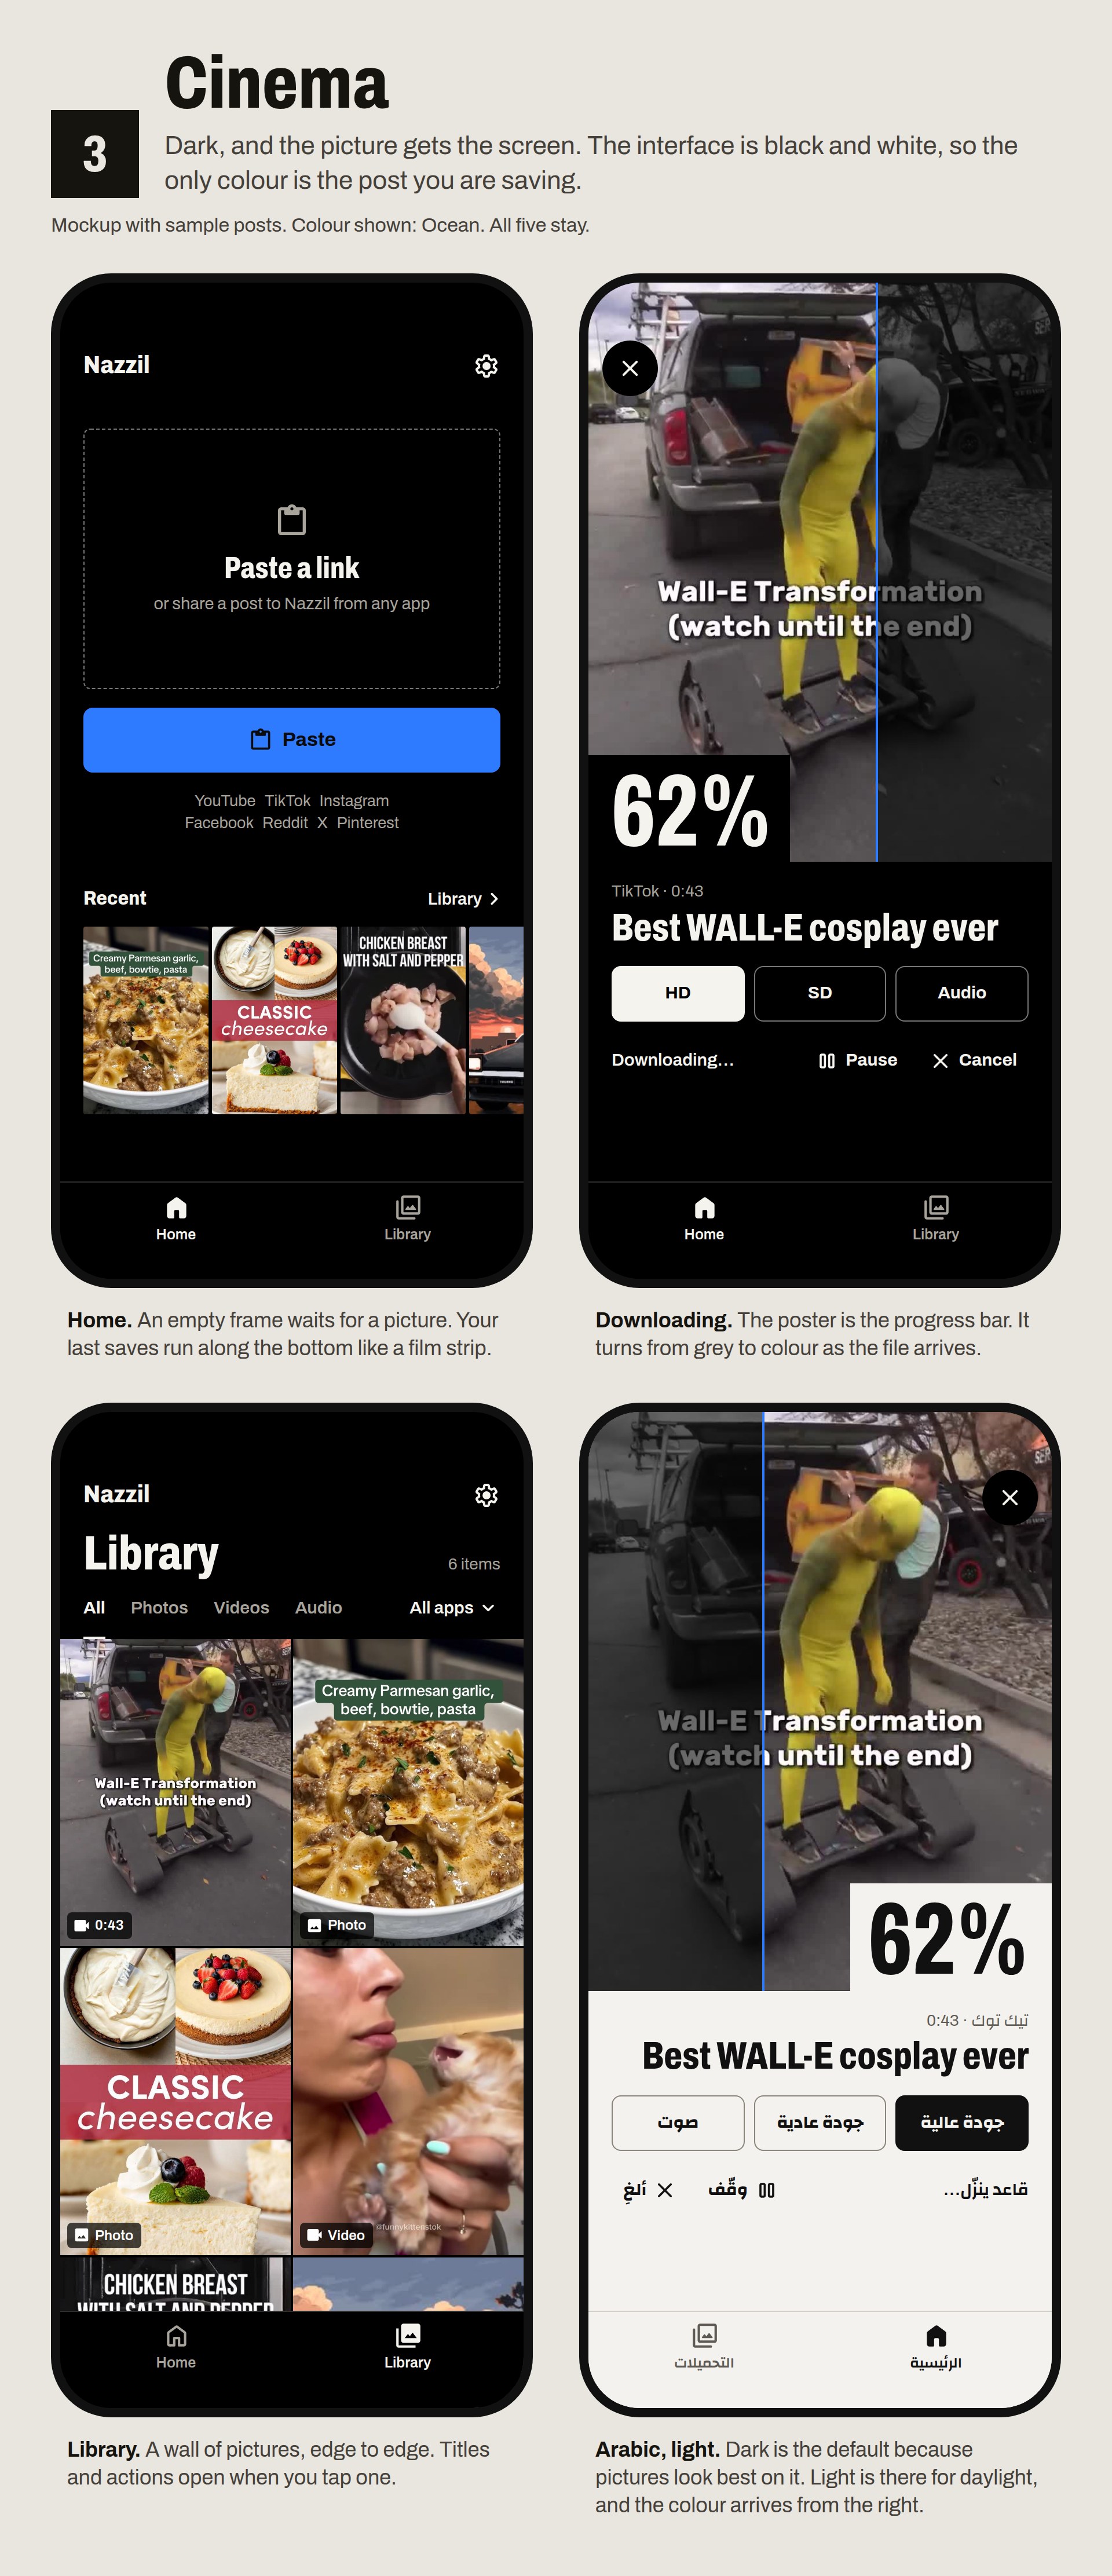 Cinema
3
Dark, and the picture gets the screen. The interface is black and white, so the
only colour is the post you are saving.
Mockup with sample posts. Colour shown: Ocean. All five stay.
Nazzil
Paste a link
or share a post to Nazzil from any app
Paste
YouTube TikTok Instagram
Facebook Reddit X Pinterest
Recent
Library
Creamy Parmesan garlic,
beef, bowtie, pasta
CLASSIC
cheesecake
CHICKEN BREAST
WITH SALT AND PEPPER
Home
Library
Home. An empty frame waits for a picture. Your
last saves run along the bottom like a film strip.
Wall-E Transformation
(watch until the end)
62%
TikTok · 0:43
Best WALL-E cosplay ever
HD
SD
Audio
Downloading...
Pause
Cancel
Home
Library
Downloading. The poster is the progress bar. It
turns from grey to colour as the file arrives.
Nazzil
Library
6 items
All
Photos
Videos
Audio
All apps
Wall-E Transformation
(watch until the end)
0:43
Creamy Parmesan garlic,
beef, bowtie, pasta
Photo
CLASSIC
cheesecake
Photo
Video
@funnykittenstok
CHICKEN BREAST
WITH SALT AND PEPPER
Home
Library
Library. A wall of pictures, edge to edge. Titles
and actions open when you tap one.
Wall-E Transformation
(watch until the end)
62%
تيك توك · 0:43
Best WALL-E cosplay ever
جودة عالية
جودة عادية
صوت
قاعد ينزّل...
وقّف
ألغِ
الرئيسية
التحميلات
Arabic, light. Dark is the default because
pictures look best on it. Light is there for daylight,
and the colour arrives from the right.